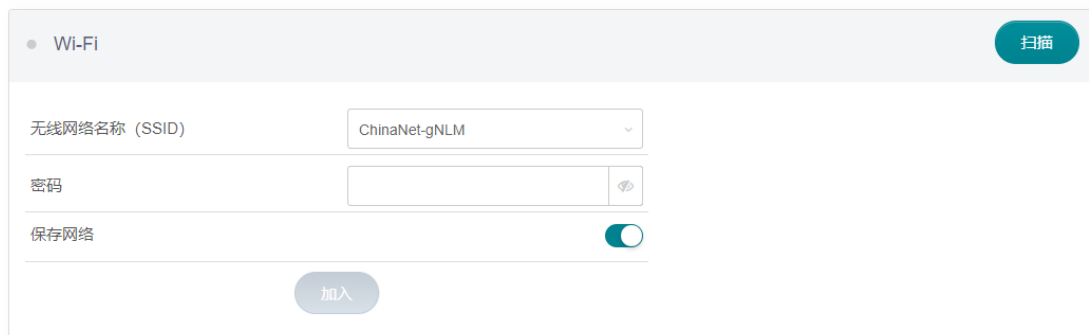 Wi-Fi
扫描
无线网络名称（SSID）
ChinaNet-gNLM
密码
保存网络
加入